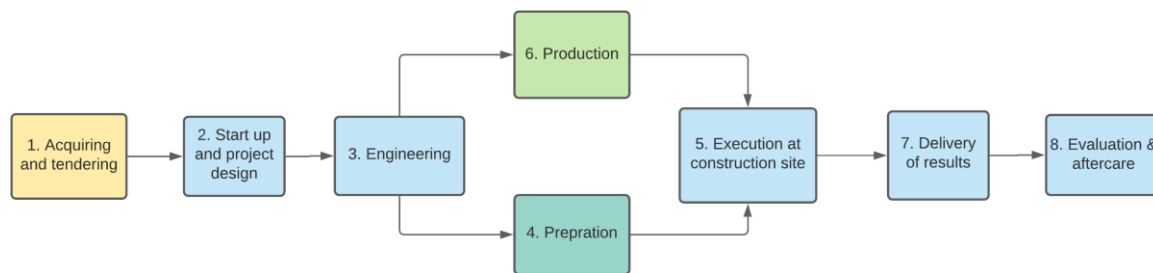 6. Production
1. Acquiring
and tendering
2. Start up
and project
design
3. Engineering
5. Execution at
construction site
7. Delivery
of results
8. Evaluation &
aftercare
4. Prepration